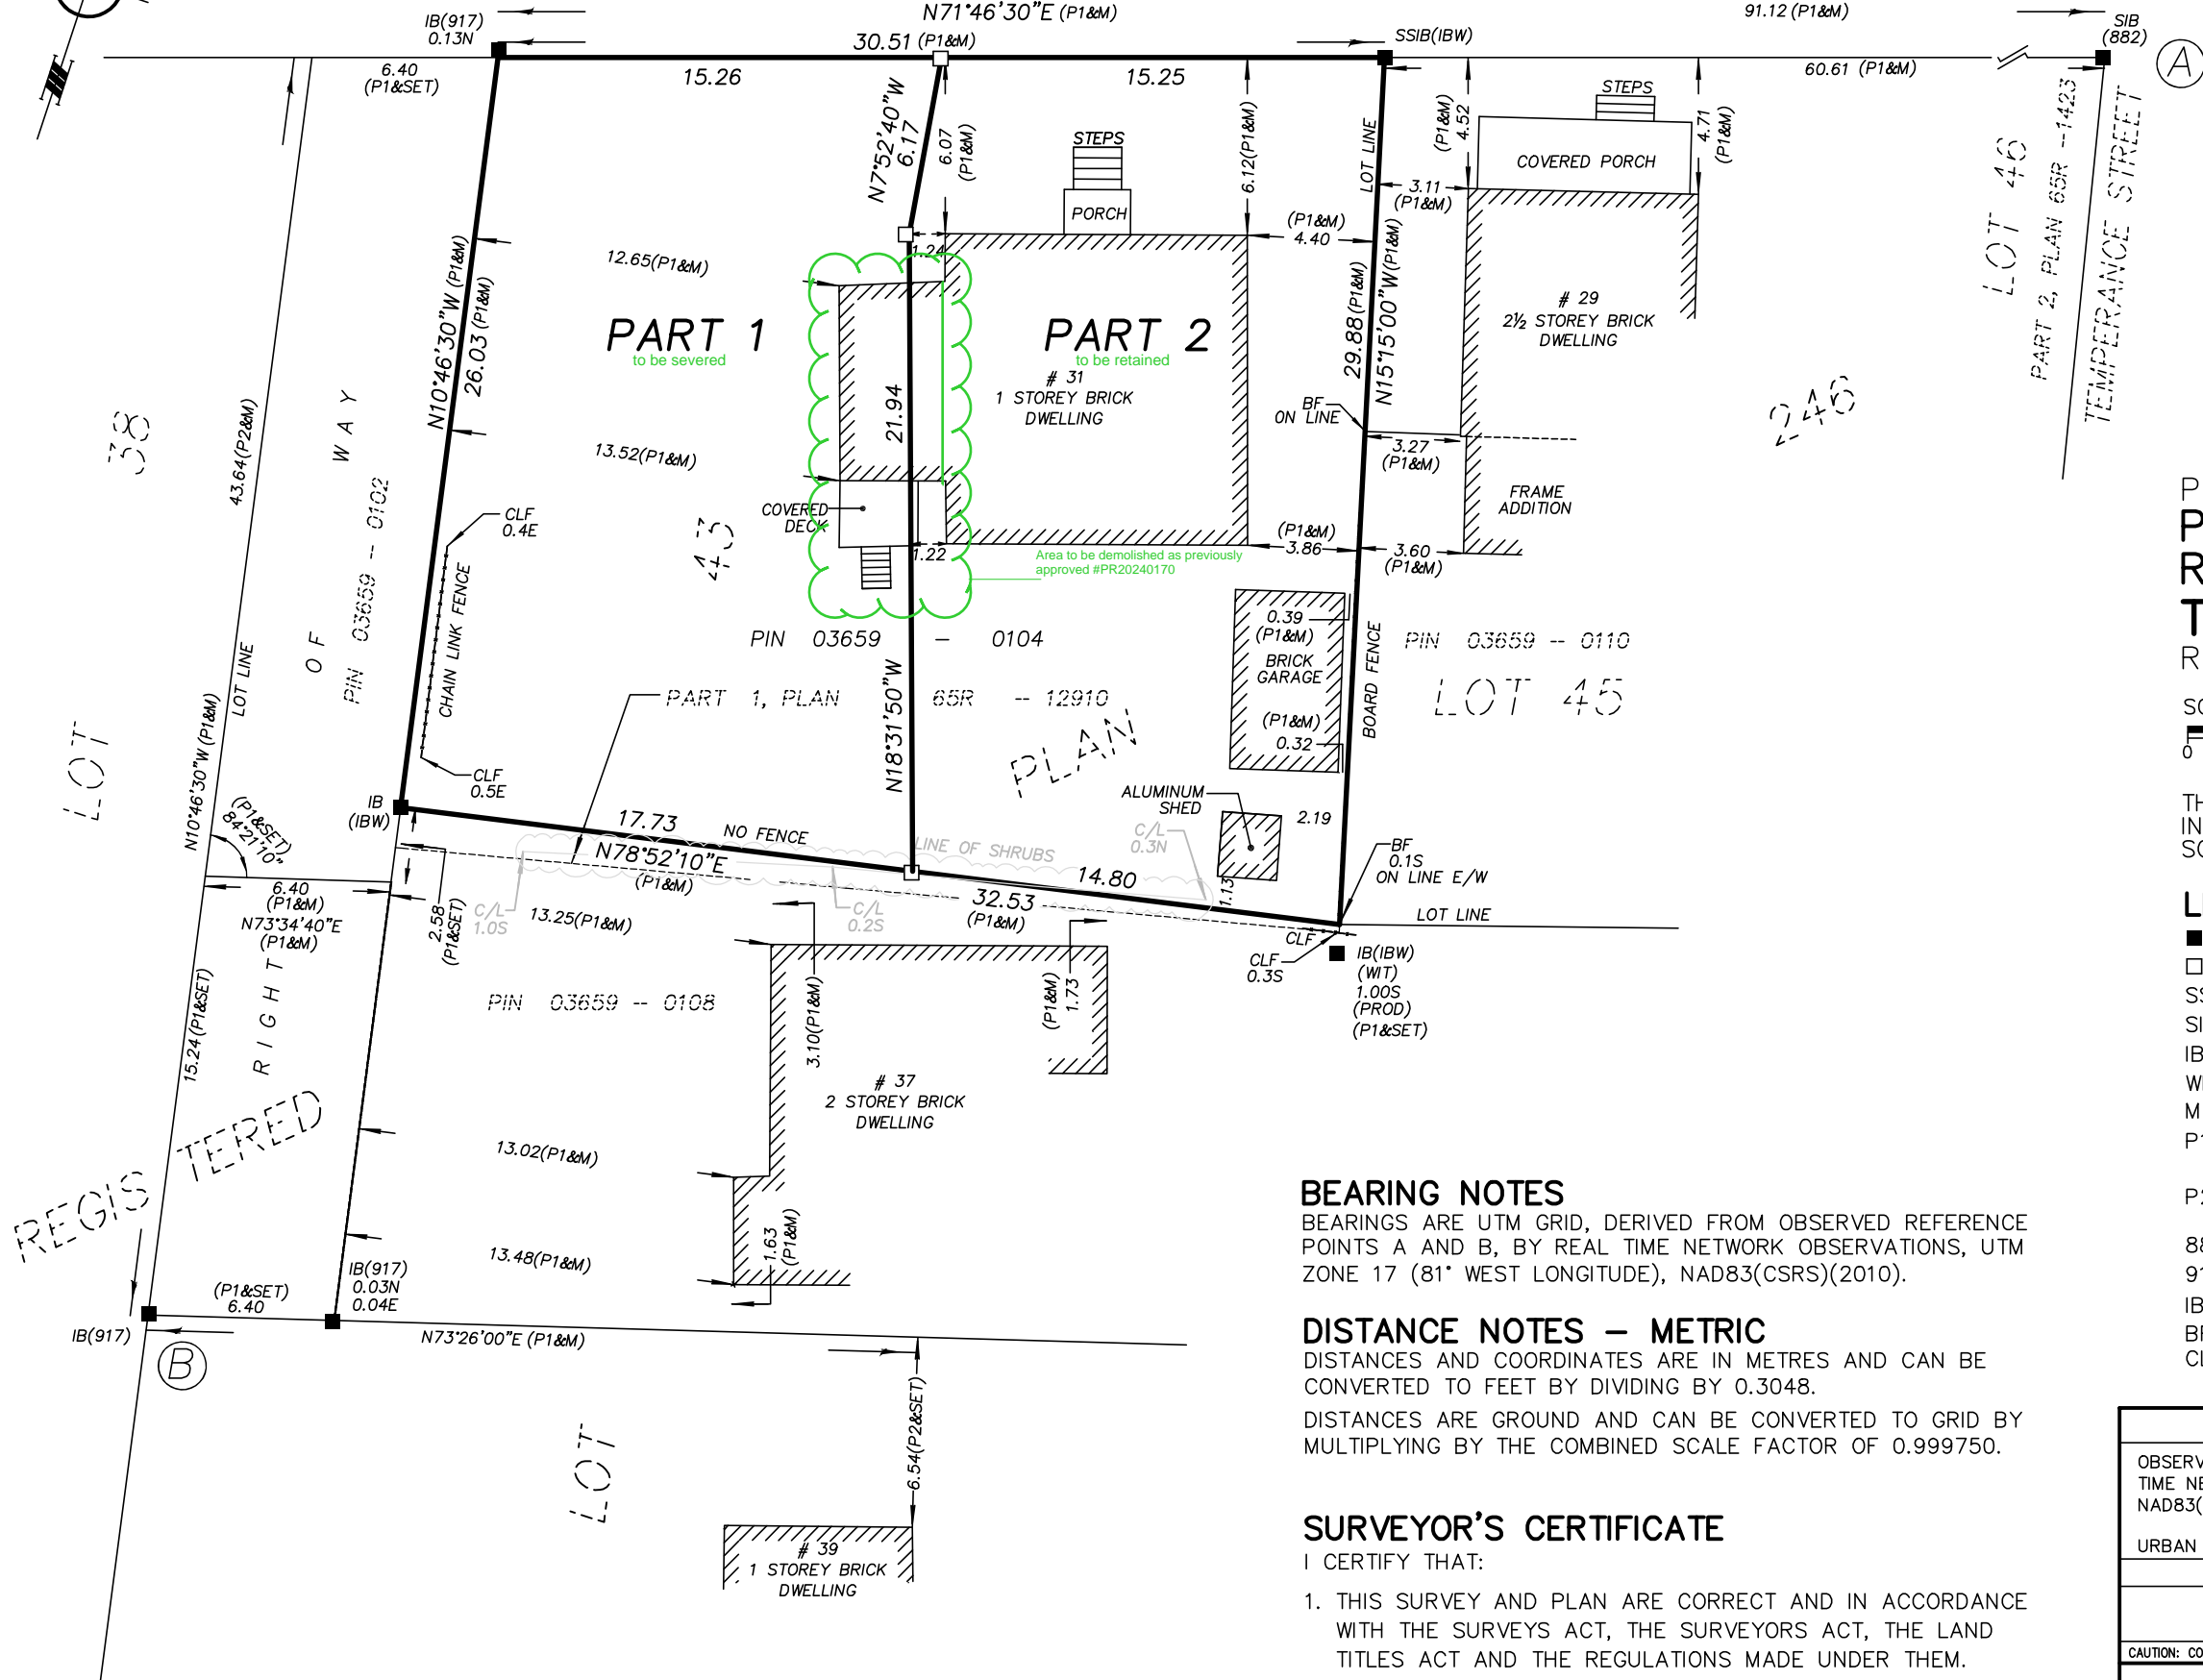 N71°46'30"E (P1&M)
91.12 (P1&M)
IB(917)
0.13N
30.51 (P1&M)
SSIB(IBW)
SIB
(882)
A
6.40
(P1&SET)
15.26
15.25
60.61 (P1&M)
N7°52'40"W
6.17
6.07
(P1&M)
STEPS
PORCH
6.12(P1&M)
LOT LINE
(P1&M)
4.52
STEPS
COVERED PORCH
4.71
(P1&M)
3.11
(P1&M)
LOT 46
PART 2, PLAN 65R --1423
TEMPERANCE STREET
N10°46'30"W (P1&M)
26.03 (P1&M)
12.65(P1&M)
1.24
(P1&M)
4.40
29.88(P1&M)
N15°15'00"W(P1&M)
# 29
2½ STOREY BRICK
DWELLING
PART 1
to be severed
PART 2
to be retained
# 31
1 STOREY BRICK
DWELLING
21.94
BF
ON LINE
246
38
43.64(P2&M)
WAY
13.52(P1&M)
3.27
(P1&M)
FRAME
ADDITION
PIN 03659 -- 0102
CLF
0.4E
43
COVERED
DECK
1.22
(P1&M)
3.86
3.60
(P1&M)
Area to be demolished as previously
approved #PR20240170
OF
CHAIN LINK FENCE
LOT LINE
PIN 03659 - 0104
0.39
(P1&M)
BRICK
GARAGE
(P1&M)
0.32
BOARD FENCE
PIN 03659 -- 0110
LOT 45
PART 1, PLAN 65R -- 12910
N18°31'50"W
PLAN
LOT
N10°46'30"W (P1&M)
CLF
0.5E
IB
(IBW)
(P1&SET)
84°21'10"
17.73
NO FENCE
LINE OF SHRUBS
C/L
0.3N
ALUMINUM
SHED
2.19
BF
0.1S
ON LINE E/W
N78°52'10"E
(P1&M)
14.80
32.53
(P1&M)
1.13
LOT LINE
6.40
(P1&M)
N73°34'40"E
(P1&M)
2.58
(P1&SET)
C/L
1.0S
13.25(P1&M)
C/L
0.2S
CLF
CLF
0.3S
IB(IBW)
(WIT)
1.00S
(PROD)
(P1&SET)
15.24(P1&SET)
RIGHT
PIN 03659 -- 0108
3.10(P1&M)
(P1&M)
1.73
# 37
2 STOREY BRICK
DWELLING
REGIS TERED
13.02(P1&M)
1.63
(P1&M)
13.48(P1&M)
(P1&SET)
6.40
IB(917)
0.03N
0.04E
IB(917)
B
N73°26'00"E (P1&M)
6.54(P2&SET)
LOT
# 39
1 STOREY BRICK
DWELLING
BEARING NOTES
BEARINGS ARE UTM GRID, DERIVED FROM OBSERVED REFERENCE
POINTS A AND B, BY REAL TIME NETWORK OBSERVATIONS, UTM
ZONE 17 (81° WEST LONGITUDE), NAD83(CSRS)(2010).
DISTANCE NOTES – METRIC
DISTANCES AND COORDINATES ARE IN METRES AND CAN BE
CONVERTED TO FEET BY DIVIDING BY 0.3048.
DISTANCES ARE GROUND AND CAN BE CONVERTED TO GRID BY
MULTIPLYING BY THE COMBINED SCALE FACTOR OF 0.999750.
SURVEYOR'S CERTIFICATE
I CERTIFY THAT:
1. THIS SURVEY AND PLAN ARE CORRECT AND IN ACCORDANCE
WITH THE SURVEYS ACT, THE SURVEYORS ACT, THE LAND
TITLES ACT AND THE REGULATIONS MADE UNDER THEM.
URBAN
CAUTION: